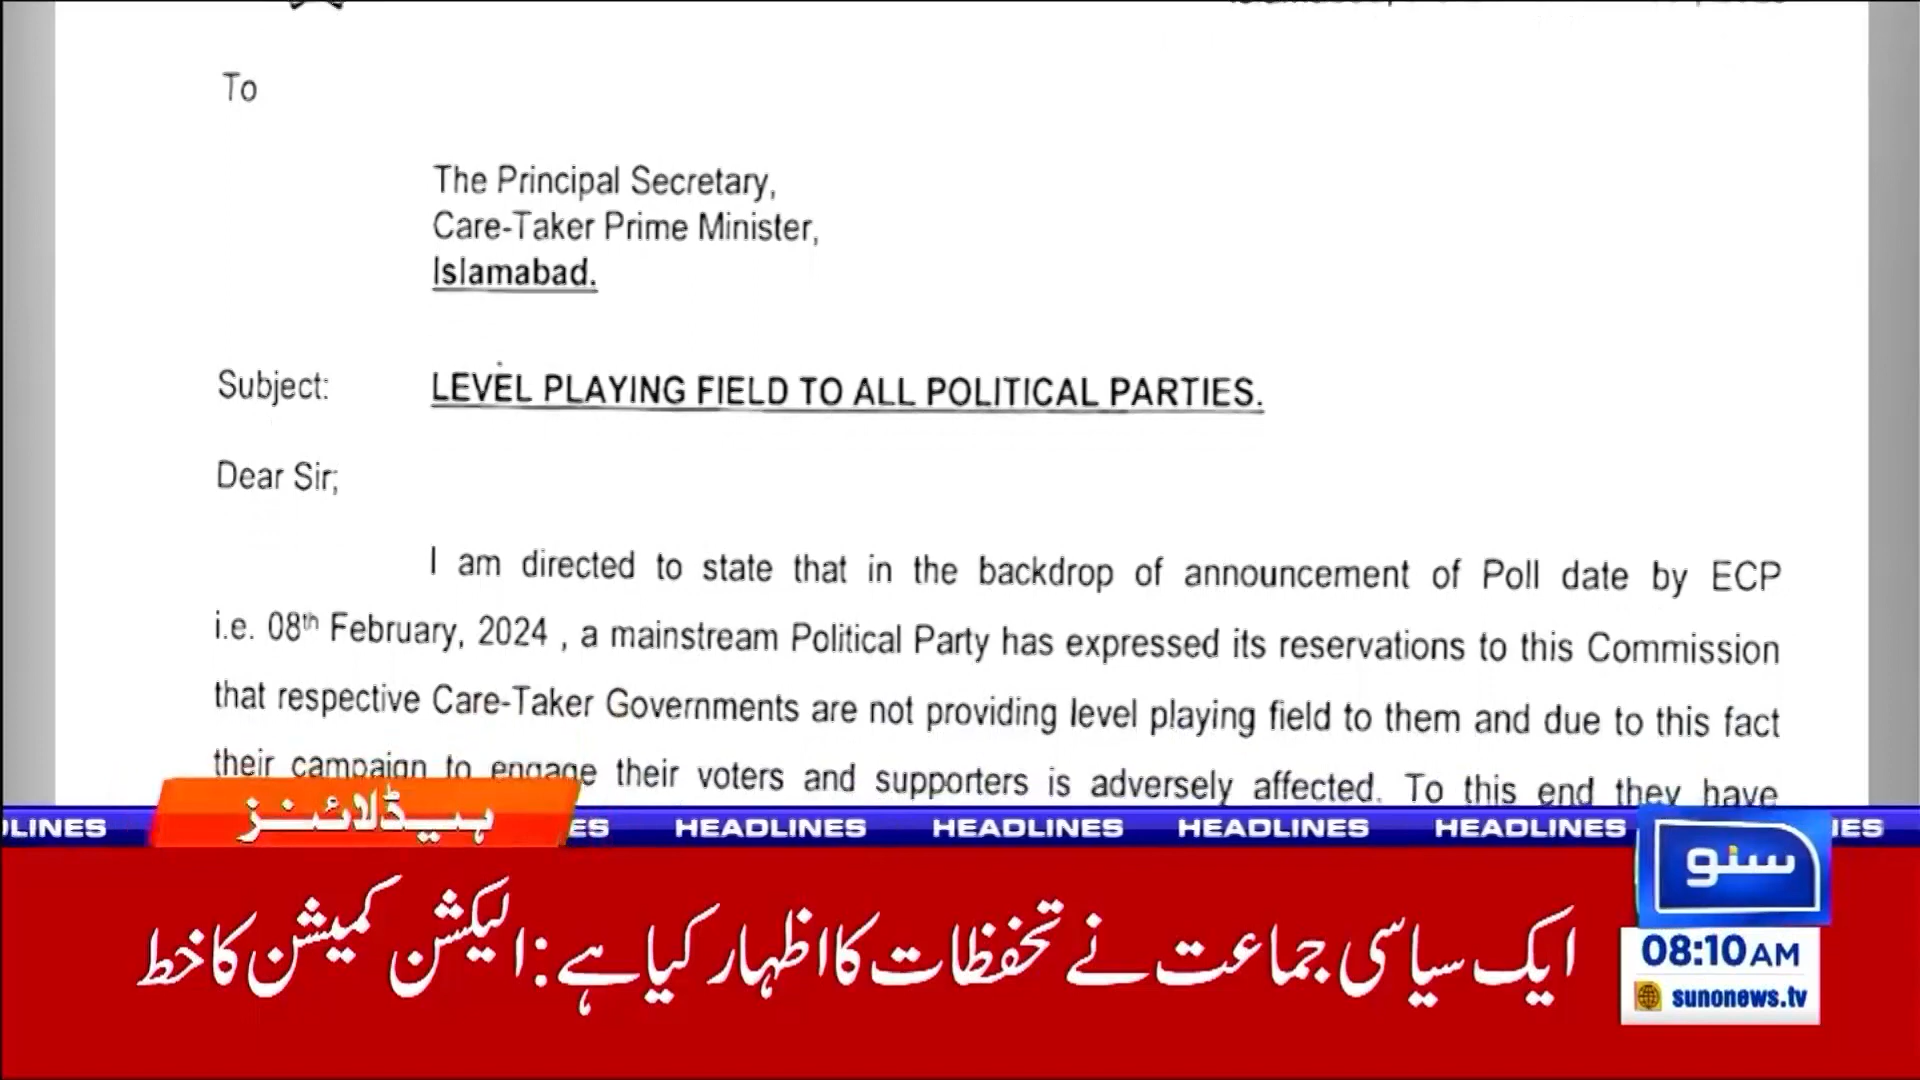 To
The Principal Secretary,
Care-Taker Prime Minister,
Islamabad.
Subject: LEVEL PLAYING FIELD TO ALL POLITICAL PARTIES.
Dear Sir;
I am directed to state that in the backdrop of announcement of Poll date by ECP
i.e. 08th February, 2024 , a mainstream Political Party has expressed its reservations to this Commission
that respective Care-Taker Governments are not providing level playing field to them and due to this fact
their campaign to engage their voters and supporters is adversely affected. To this end they have
ہیڈلائنز
LINES ES HEADLINES HEADLINES HEADLINES HEADLINES IES
سنو
ایک سیاسی جماعت نے تحفظات کا اظہار کیا ہے: الیکشن کمیشن کا خط
08:10AM
sunonews.tv